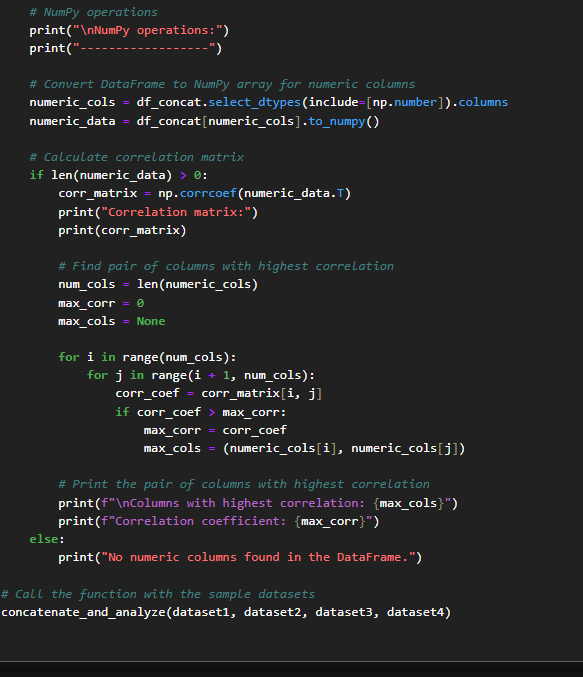 # NumPy operations
print("\nNumPy operations:")
print("------------------")
# Convert DataFrame to NumPy array for numeric columns
numeric_cols = df_concat.select_dtypes(include=[np.number]).columns
numeric_data = df_concat[numeric_cols].to_numpy()
# Calculate correlation matrix
if len(numeric_data) > 0:
corr_matrix = np.corrcoef(numeric_data.T)
print("Correlation matrix:")
print(corr_matrix)
# Find pair of columns with highest correlation
num_cols = len(numeric_cols)
max_corr = 0
max_cols = None
for i in range(num_cols):
for j in range(i + 1, num_cols):
corr_coef = corr_matrix[i, j]
if corr_coef > max_corr:
max_corr = corr_coef
max_cols = (numeric_cols[i], numeric_cols[j])
# Print the pair of columns with highest correlation
print(f"\nColumns with highest correlation: {max_cols}")
print(f"Correlation coefficient: {max_corr}")
else:
print("No numeric columns found in the DataFrame.")
# Call the function with the sample datasets
concatenate_and_analyze(dataset1, dataset2, dataset3, dataset4)